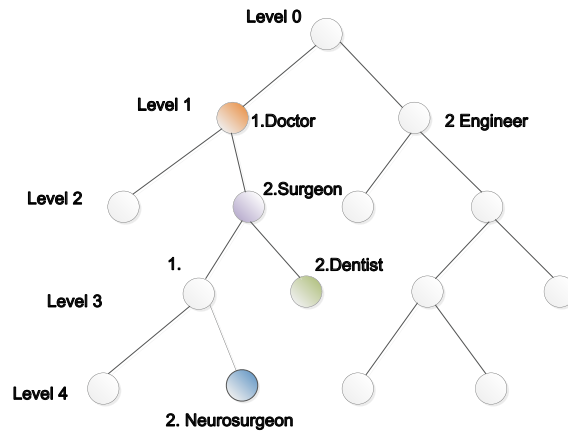 Level 0
Level 1
1.Doctor
2 Engineer
Level 2
2.Surgeon
1.
2.Dentist
Level 3
Level 4
2. Neurosurgeon